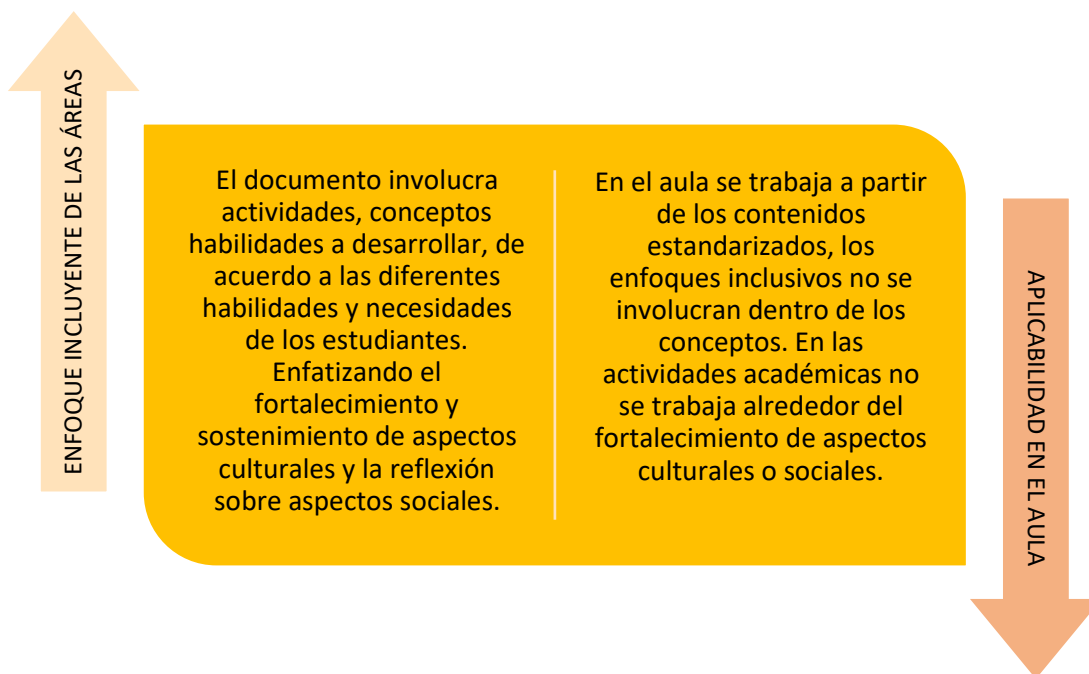 ENFOQUE INCLUYENTE DE LAS ÁREAS
El documento involucra
actividades, conceptos
habilidades a desarrollar, de
acuerdo a las diferentes
habilidades y necesidades
de los estudiantes.
Enfatizando el
fortalecimiento y
sostenimiento de aspectos
culturales y la reflexión
sobre aspectos sociales.
En el aula se trabaja a partir
de los contenidos
estandarizados, los
enfoques inclusivos no se
involucran dentro de los
conceptos. En las
actividades académicas no
se trabaja alrededor del
fortalecimiento de aspectos
culturales o sociales.
APLICABILIDAD EN EL AULA